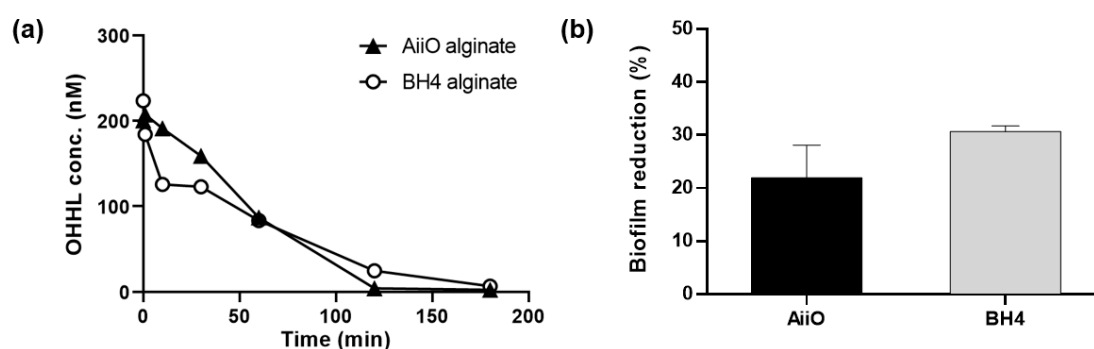 (a)
OHHL conc. (nM)
300
200
100
0
0
50
100
150
200
Time (min)
AiiO alginate
BH4 alginate
(b)
Biofilm reduction (%)
50
40
30
20
10
0
AiiO
BH4